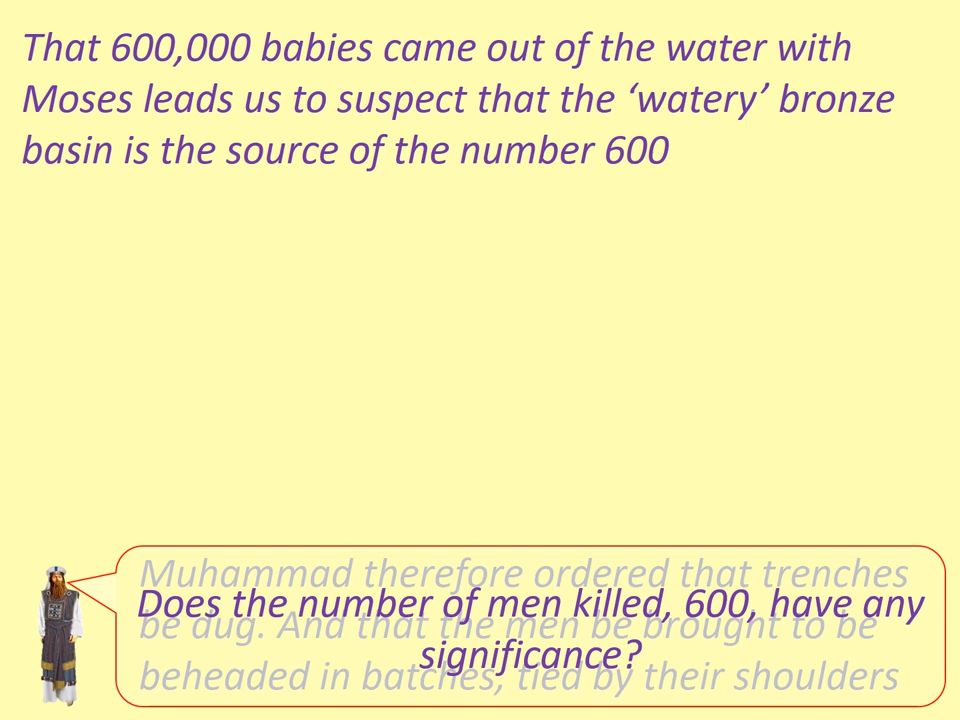 That 600,000 babies came out of the water with
Moses leads us to suspect that the ‘watery’ bronze
basin is the source of the number 600
Muhammad therefore ordered that trenches
Does the number of men killed, 600, have any
be dug. And that the men be brought to be
significance?
beheaded in batches, tied by their shoulders